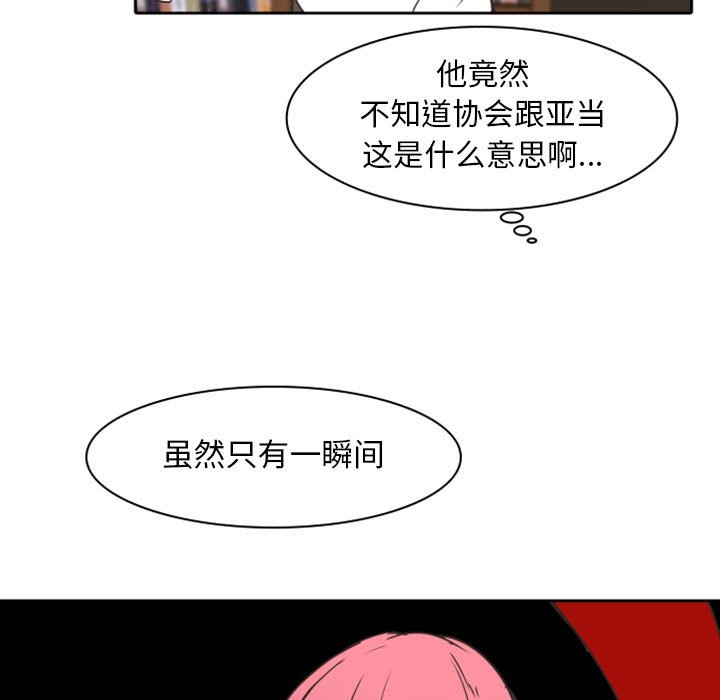 他竟然
不知道协会跟亚当
这是什么意思啊...
虽然只有一瞬间